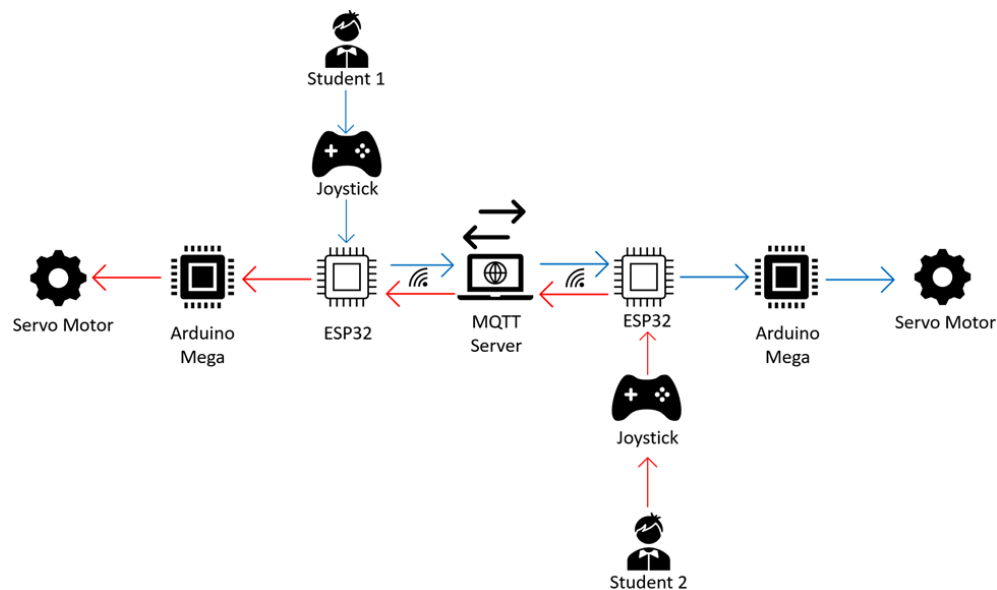 Student 1
Joystick
Servo Motor
Arduino
Mega
ESP32
MQTT
Server
ESP32
Arduino
Mega
Servo Motor
Joystick
Student 2